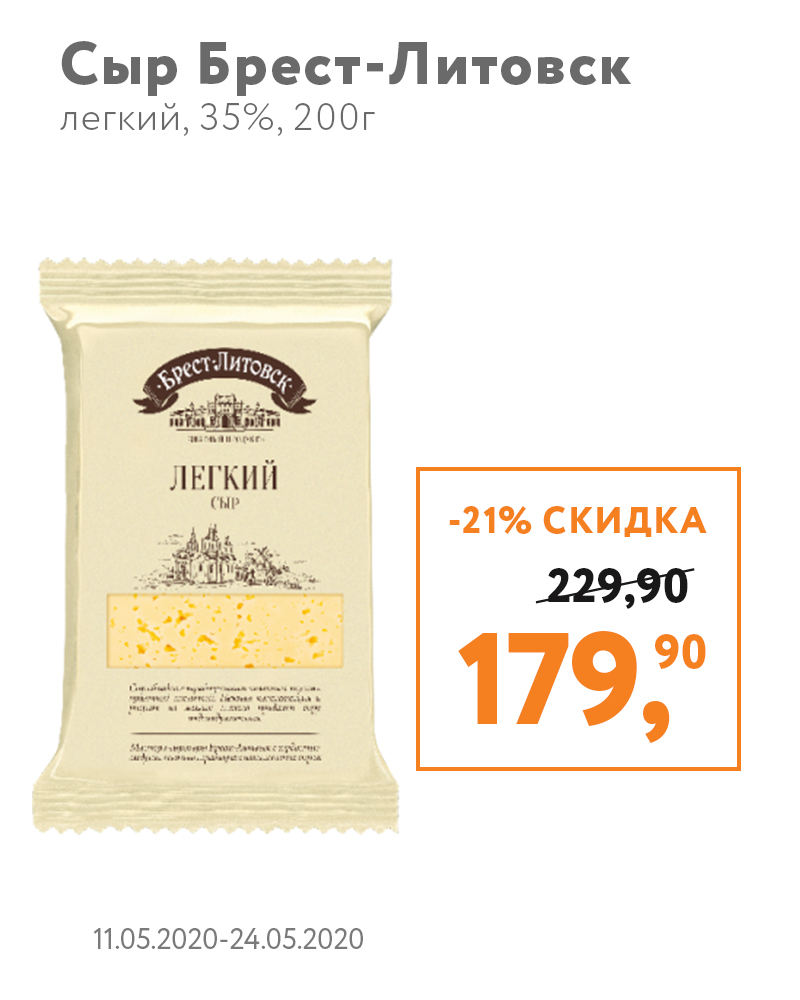 Сыр Брест-Литовск
легкий, 35%, 200г
БРЕСТ-ЛИТОВСК
ЛЕГКИЙ
СЫР
-21% СКИДКА
229,90
179,90
11.05.2020-24.05.2020